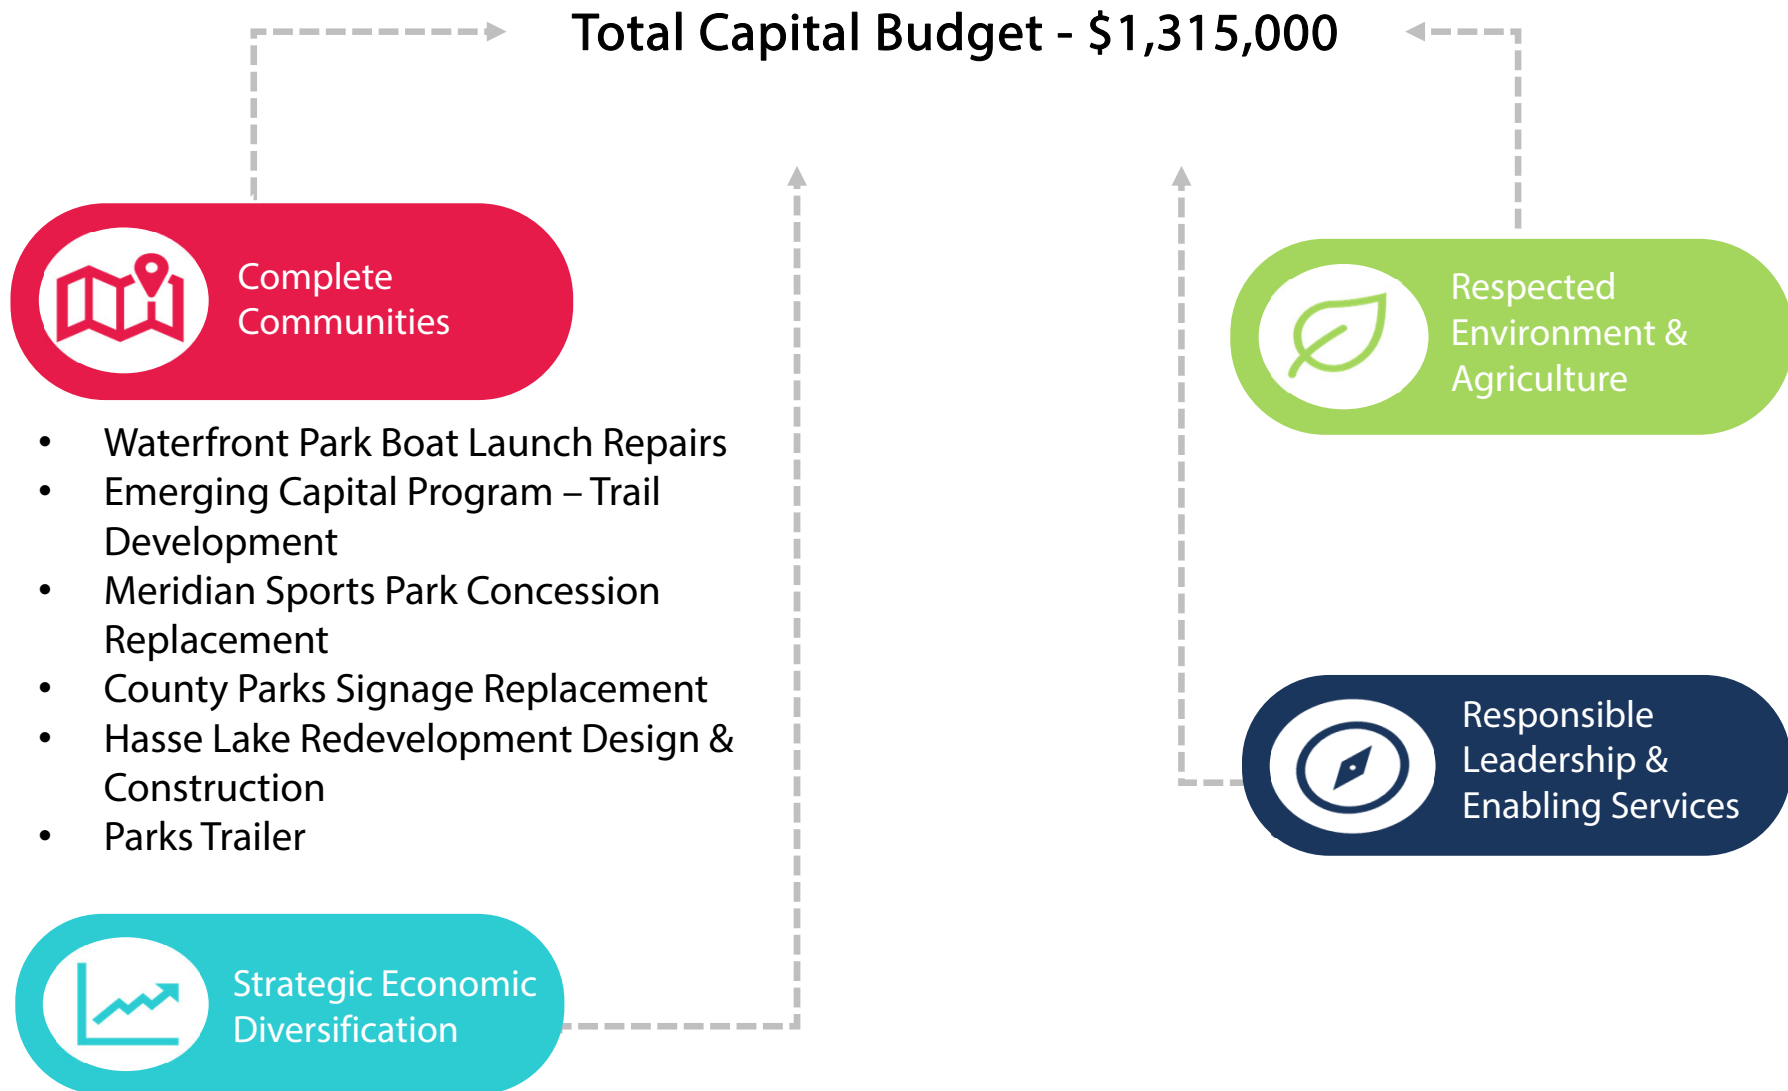 Total Capital Budget - $1,315,000
Complete
Communities
• Waterfront Park Boat Launch Repairs
• Emerging Capital Program – Trail
Development
• Meridian Sports Park Concession
Replacement
• County Parks Signage Replacement
• Hasse Lake Redevelopment Design &
Construction
• Parks Trailer
Strategic Economic
Diversification
Respected
Environment &
Agriculture
Responsible
Leadership &
Enabling Services